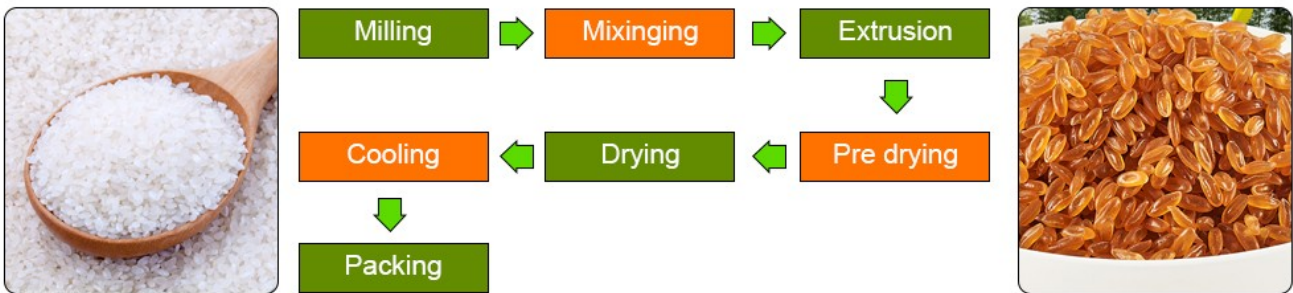 Milling
Mixinging
Extrusion
Pre drying
Drying
Cooling
Packing